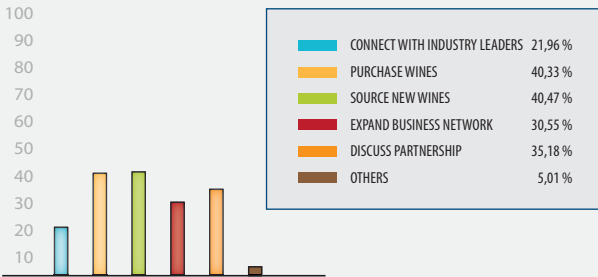 100
90
80
70
60
50
40
30
20
10
CONNECT WITH INDUSTRY LEADERS 21,96 %
PURCHASE WINES 40,33 %
SOURCE NEW WINES 40,47 %
EXPAND BUSINESS NETWORK 30,55 %
DISCUSS PARTNERSHIP 35,18 %
OTHERS 5,01 %